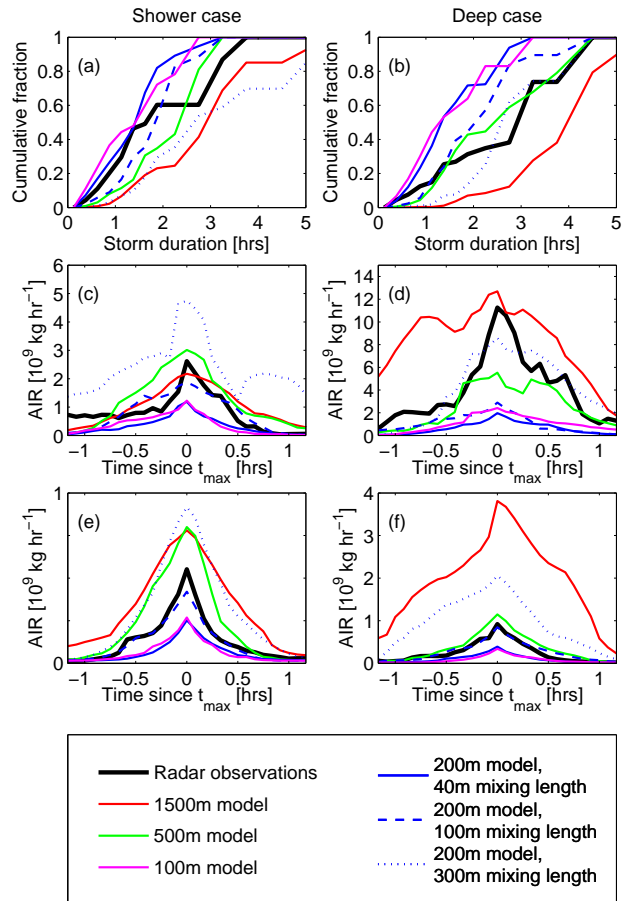 Shower case
Deep case
Cumulative fraction
1
0.8
0.6
0.4
0.2
0
(a)
0 1 2 3 4 5
Storm duration [hrs]
Cumulative fraction
1
0.8
0.6
0.4
0.2
0
(b)
0 1 2 3 4 5
Storm duration [hrs]
AIR [10⁹ kg hr⁻¹]
6
5
4
3
2
1
0
(c)
−1 −0.5 0 0.5 1
Time since t_max [hrs]
AIR [10⁹ kg hr⁻¹]
14
12
10
8
6
4
2
0
(d)
−1 −0.5 0 0.5 1
Time since t_max [hrs]
AIR [10⁹ kg hr⁻¹]
1
0
(e)
−1 −0.5 0 0.5 1
Time since t_max [hrs]
AIR [10⁹ kg hr⁻¹]
4
3
2
1
0
(f)
−1 −0.5 0 0.5 1
Time since t_max [hrs]
Radar observations
1500m model
500m model
100m model
200m model,
40m mixing length
200m model,
100m mixing length
200m model,
300m mixing length